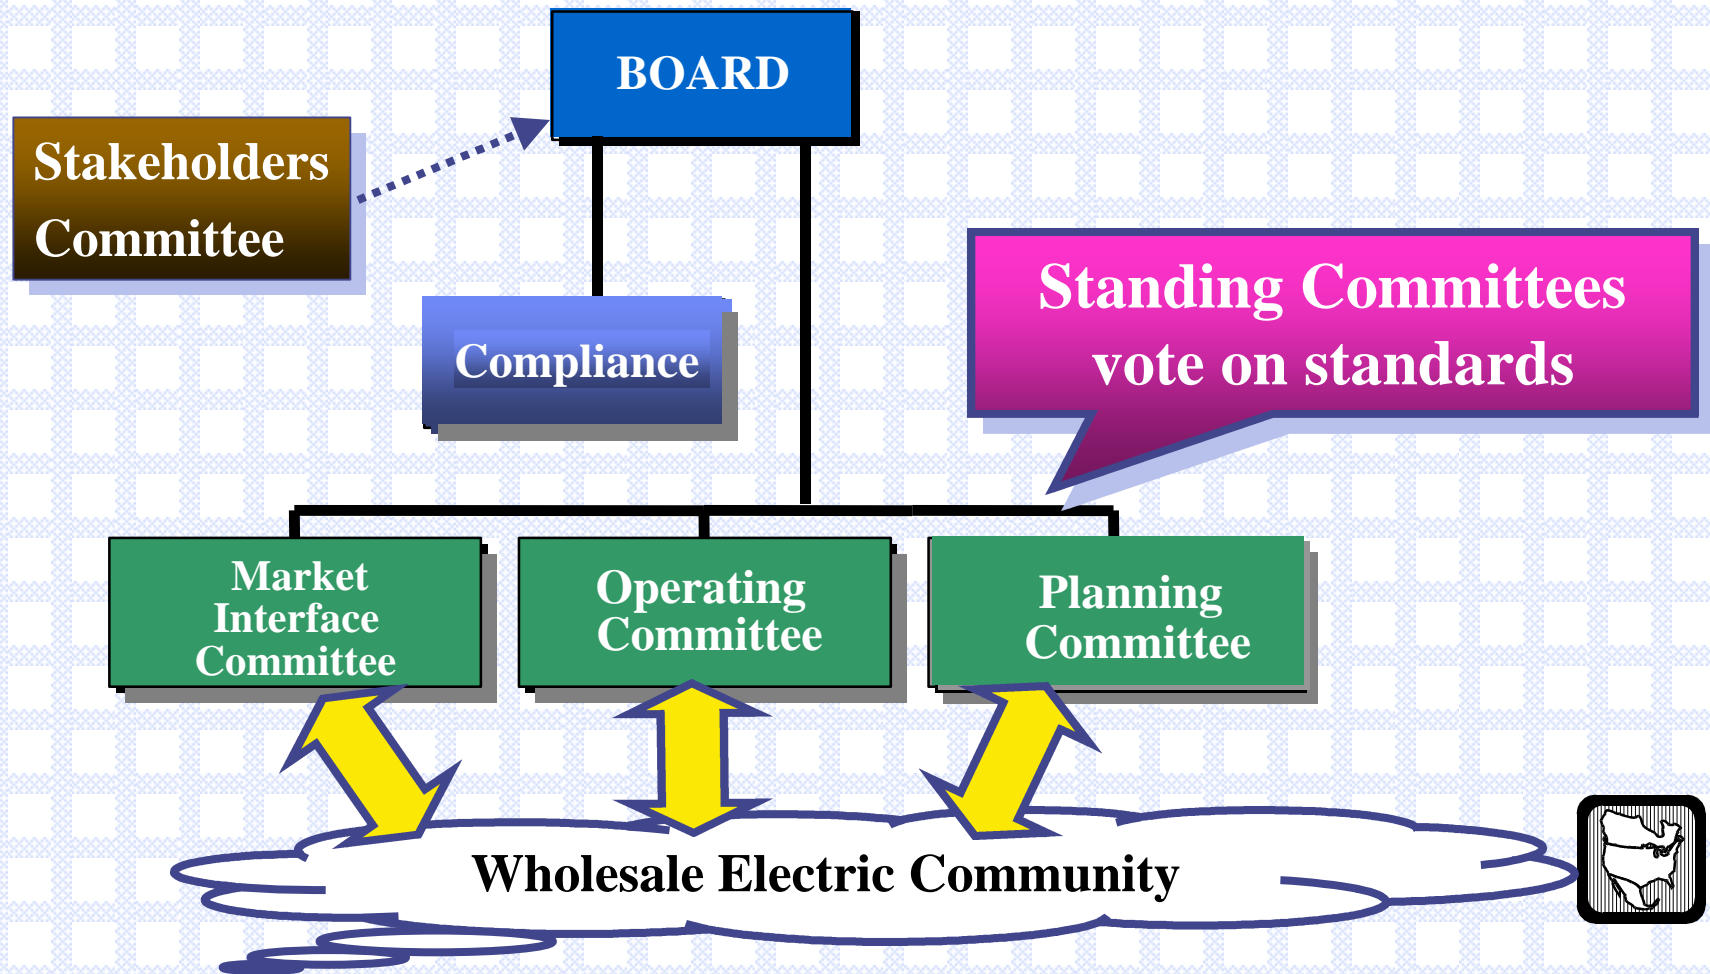 BOARD
Stakeholders
Committee
Standing Committees
vote on standards
Compliance
Market
Interface
Committee
Operating
Committee
Planning
Committee
Wholesale Electric Community